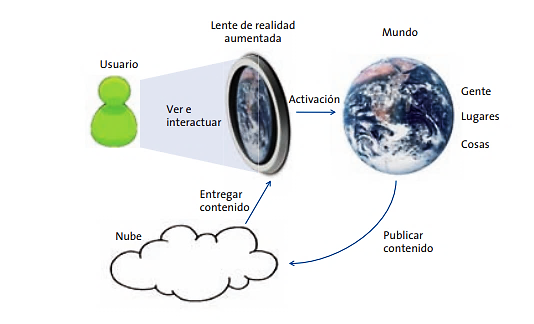 Lente de realidad
aumentada
Mundo
Usuario
Ver e
interactuar
Activación
Gente
Lugares
Cosas
Entregar
contenido
Nube
Publicar
contenido